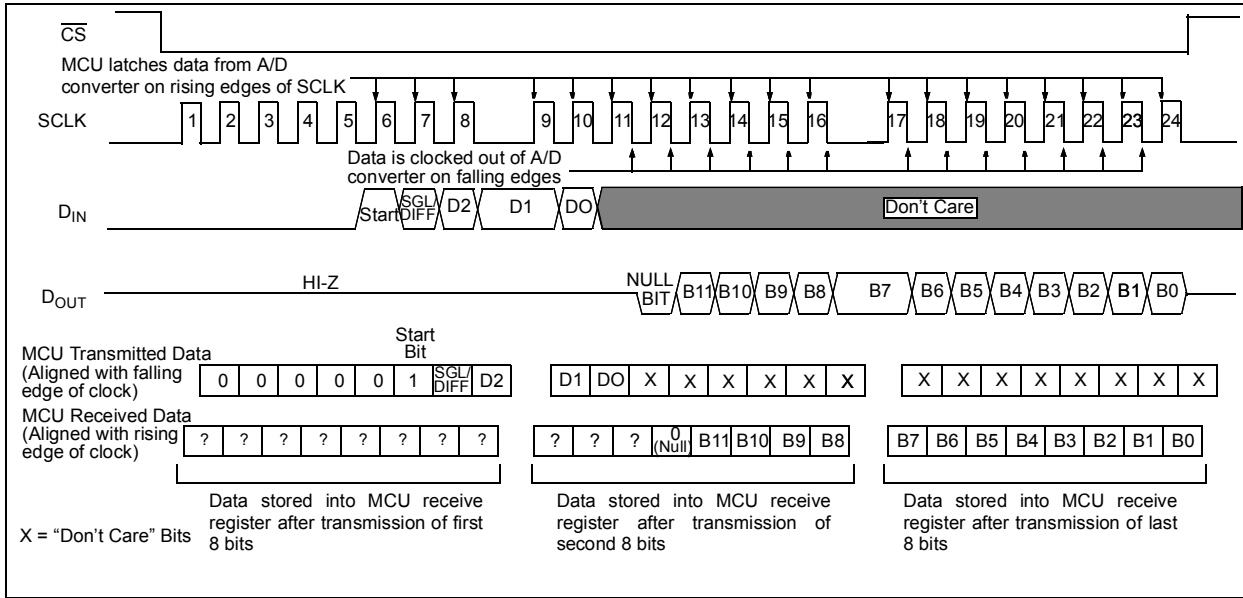 CS
MCU latches data from A/D
converter on rising edges of SCLK
SCLK
1 2 3 4 5 6 7 8 9 10 11 12 13 14 15 16 17 18 19 20 21 22 23 24
Data is clocked out of A/D
converter on falling edges
DIN
Start SGL/DIFF D2 D1 DO Don't Care
HI-Z
DOUT
NULL BIT B11 B10 B9 B8 B7 B6 B5 B4 B3 B2 B1 B0
Start
Bit
MCU Transmitted Data
(Aligned with falling
edge of clock)
0 0 0 0 0 1 SGL/DIFF D2 D1 DO X X X X X X X X X X X X X X
MCU Received Data
(Aligned with rising
edge of clock)
? ? ? ? ? ? ? ? ? ? ? 0 (Null) B11 B10 B9 B8 B7 B6 B5 B4 B3 B2 B1 B0
Data stored into MCU receive
register after transmission of first
8 bits
Data stored into MCU receive
register after transmission of
second 8 bits
Data stored into MCU receive
register after transmission of last
8 bits
X = “Don't Care” Bits